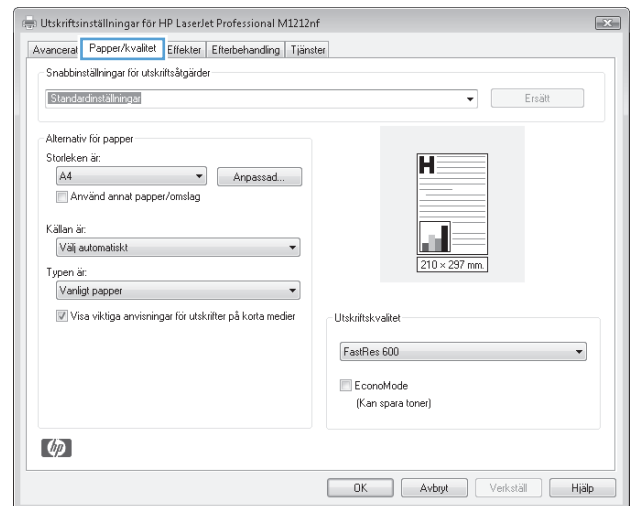 Utskriftsinställningar för HP LaserJet Professional M1212nf
Avancerat Papper/kvalitet Effekter Efterbehandling Tjänster
Snabbinställningar för utskriftsåtgärder
Standardinställningar
Ersätt
Alternativ för papper
Storleken är:
A4
Anpassad...
Använd annat papper/omslag
Källan är:
Välj automatiskt
Typen är:
Vanligt papper
Visa viktiga anvisningar för utskrifter på korta medier
H
210 × 297 mm.
Utskriftskvalitet
FastRes 600
EconoMode
(Kan spara toner)
hp
OK Avbryt Verkställ Hjälp